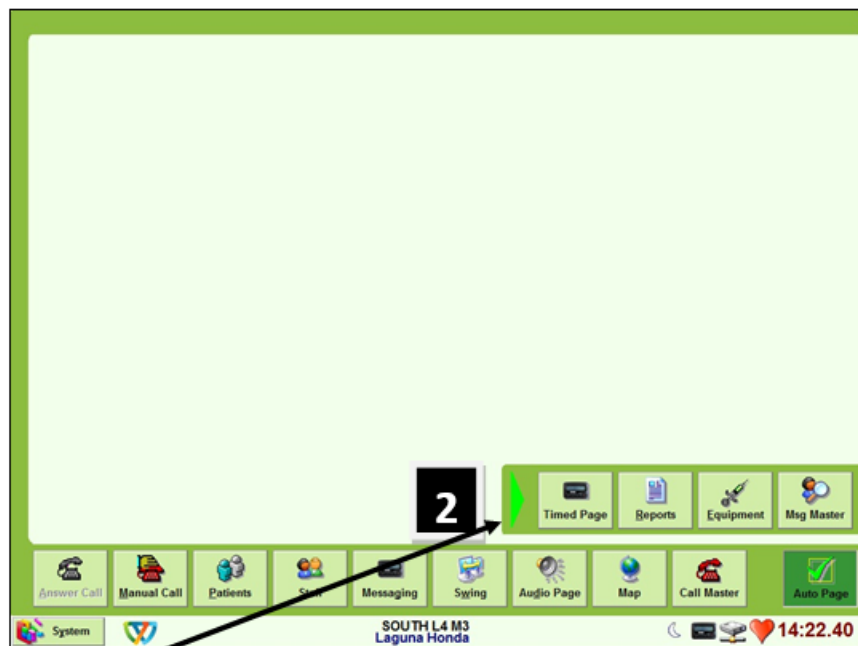 2
Timed Page
Reports
Equipment
Msg Master
Answer Call
Manual Call
Patients
Staff
Messaging
Swing
Audio Page
Map
Call Master
Auto Page
System
SOUTH L4 M3
Laguna Honda
14:22.40